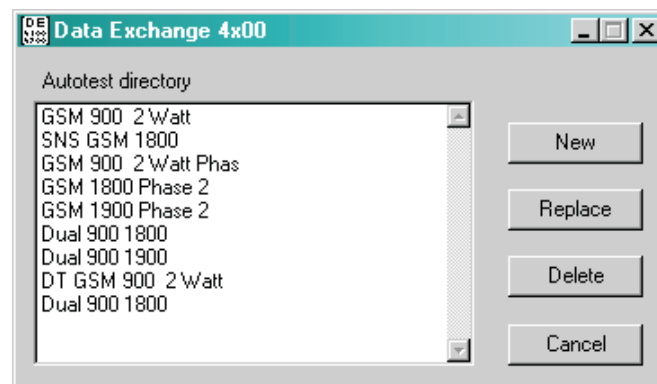 Data Exchange 4x00
Autotest directory
GSM 900  2 Watt
SNS GSM 1800
GSM 900  2 Watt Phas
GSM 1800 Phase 2
GSM 1900 Phase 2
Dual 900 1800
Dual 900 1900
DT GSM 900  2 Watt
Dual 900 1800
New
Replace
Delete
Cancel